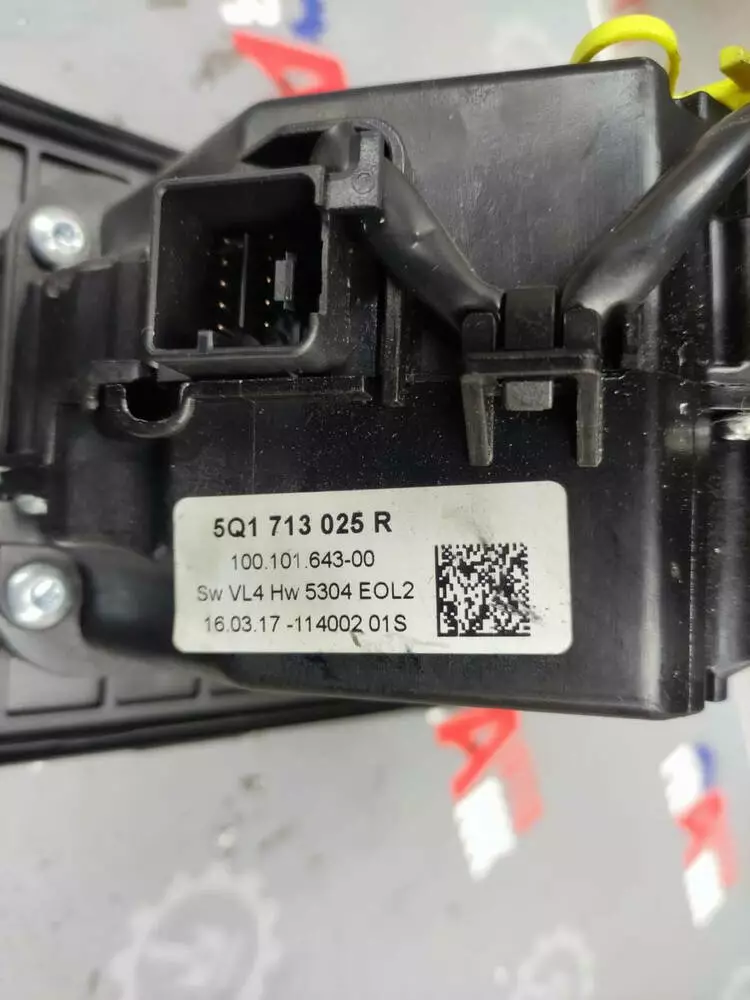 5Q1 713 025 R
100.101.643-00
Sw VL4 Hw 5304 EOL2
16.03.17 -114002 01S